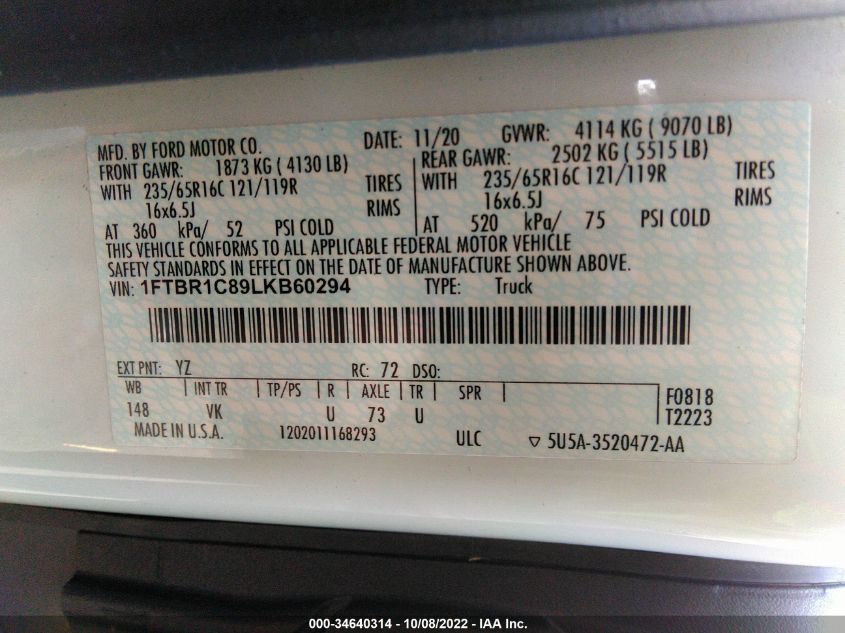 MFD. BY FORD MOTOR CO. DATE: 11/20 GVWR: 4114 KG ( 9070 LB)
FRONT GAWR: 1873 KG ( 4130 LB) REAR GAWR: 2502 KG ( 5515 LB)
WITH 235/65R16C 121/119R TIRES WITH 235/65R16C 121/119R TIRES
16x6.5J RIMS 16x6.5J RIMS
AT 360 kPa/ 52 PSI COLD AT 520 kPa/ 75 PSI COLD
THIS VEHICLE CONFORMS TO ALL APPLICABLE FEDERAL MOTOR VEHICLE
SAFETY STANDARDS IN EFFECT ON THE DATE OF MANUFACTURE SHOWN ABOVE.
VIN: 1FTBR1C89LKB60294 TYPE: Truck
EXT PNT: YZ RC: 72 DSO:
WB INT TR TP/PS R AXLE TR SPR F0818
148 VK U 73 U T2223
MADE IN U.S.A. 1202011168293 ULC ▽ 5U5A-3520472-AA
000-34640314 - 10/08/2022 - IAA Inc.